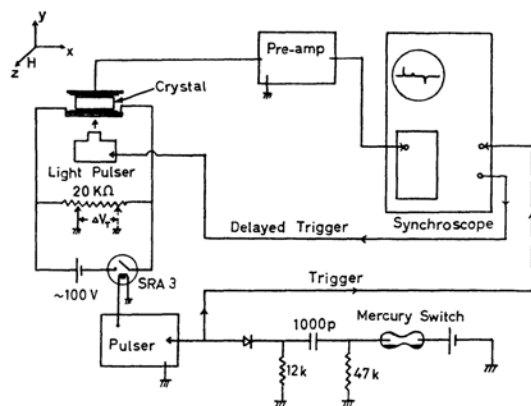 y
x
z
H
Pre-amp
Crystal
Light Pulser
20 KΩ
ΔV_T
Delayed Trigger
Synchroscope
~100 V
SRA 3
Trigger
Pulser
1000p
Mercury Switch
12k
47k